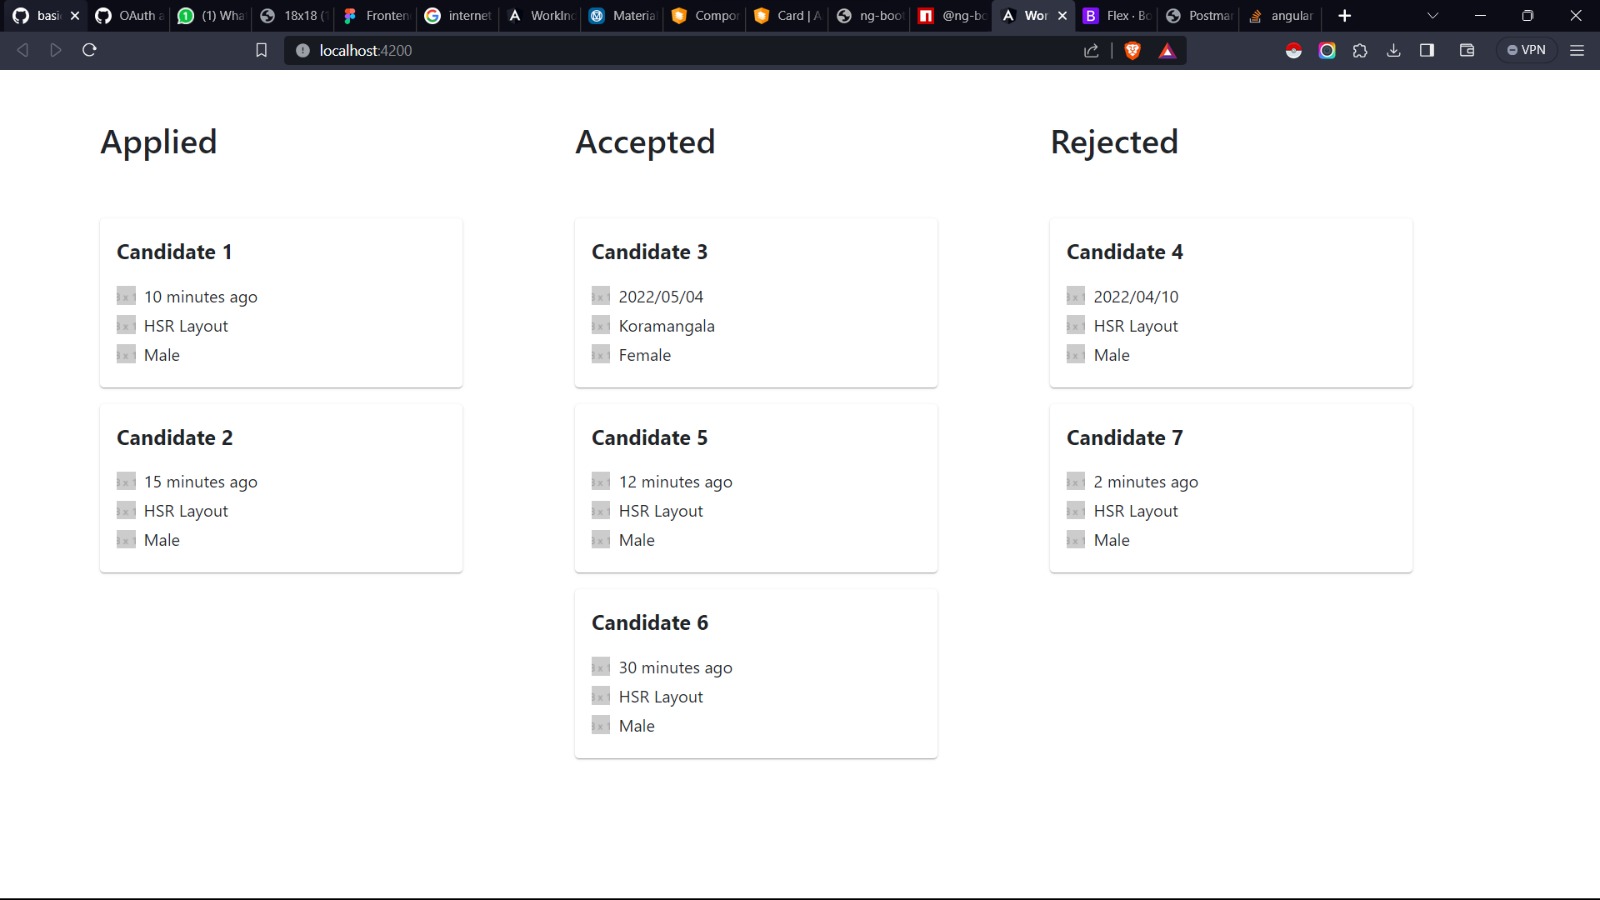 basi
OAuth a
(1) Wha
18x18 (
Fronten
internet
WorkInd
Material
Compor
Card | A
ng-boot
@ng-bo
Wor
Flex · Bo
Postmar
angular
localhost:4200
VPN
Applied
Candidate 1
10 minutes ago
HSR Layout
Male
Candidate 2
15 minutes ago
HSR Layout
Male
Accepted
Candidate 3
2022/05/04
Koramangala
Female
Candidate 5
12 minutes ago
HSR Layout
Male
Candidate 6
30 minutes ago
HSR Layout
Male
Rejected
Candidate 4
2022/04/10
HSR Layout
Male
Candidate 7
2 minutes ago
HSR Layout
Male